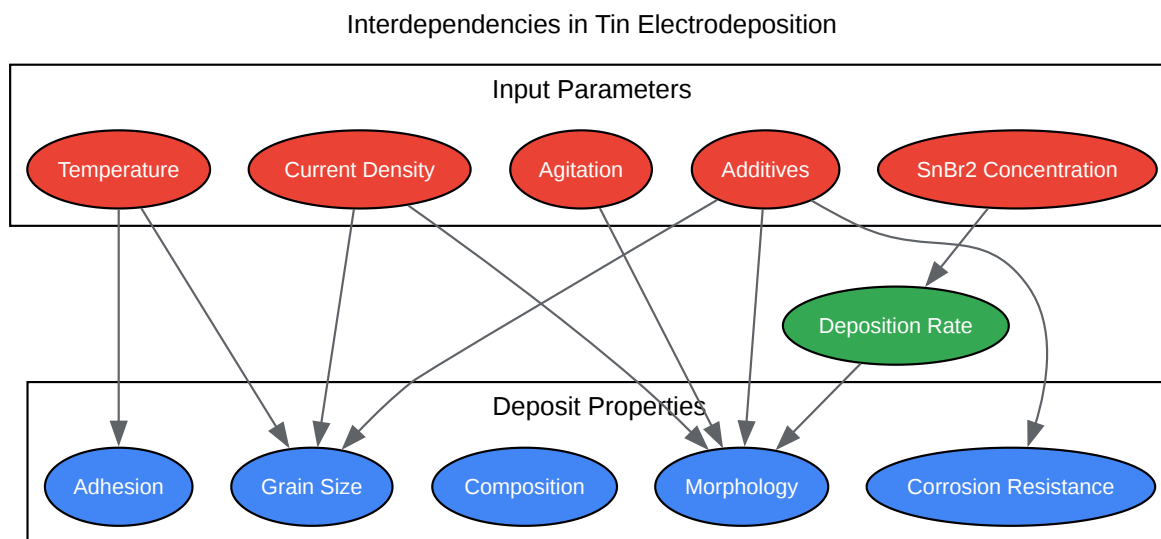 Interdependencies in Tin Electrodeposition
Input Parameters
Temperature
Current Density
Agitation
Additives
SnBr2 Concentration
Deposition Rate
Deposit Properties
Adhesion
Grain Size
Composition
Morphology
Corrosion Resistance